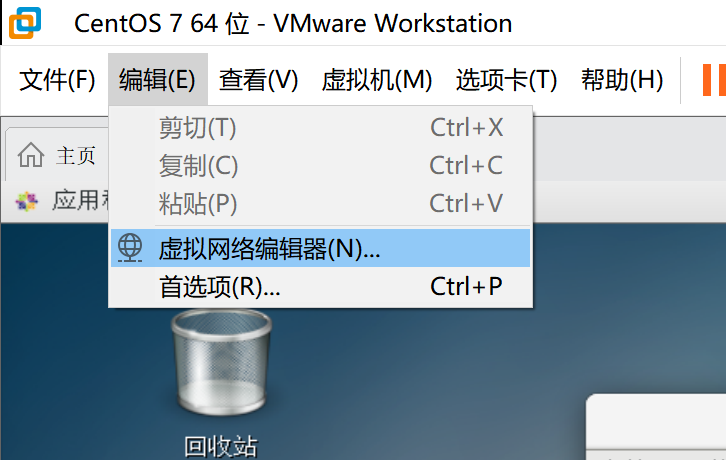 CentOS 7 64 位 - VMware Workstation
文件(F) 编辑(E) 查看(V) 虚拟机(M) 选项卡(T) 帮助(H)
剪切(T) Ctrl+X
主页
复制(C) Ctrl+C
应用
粘贴(P) Ctrl+V
虚拟网络编辑器(N)...
首选项(R)... Ctrl+P
回收站